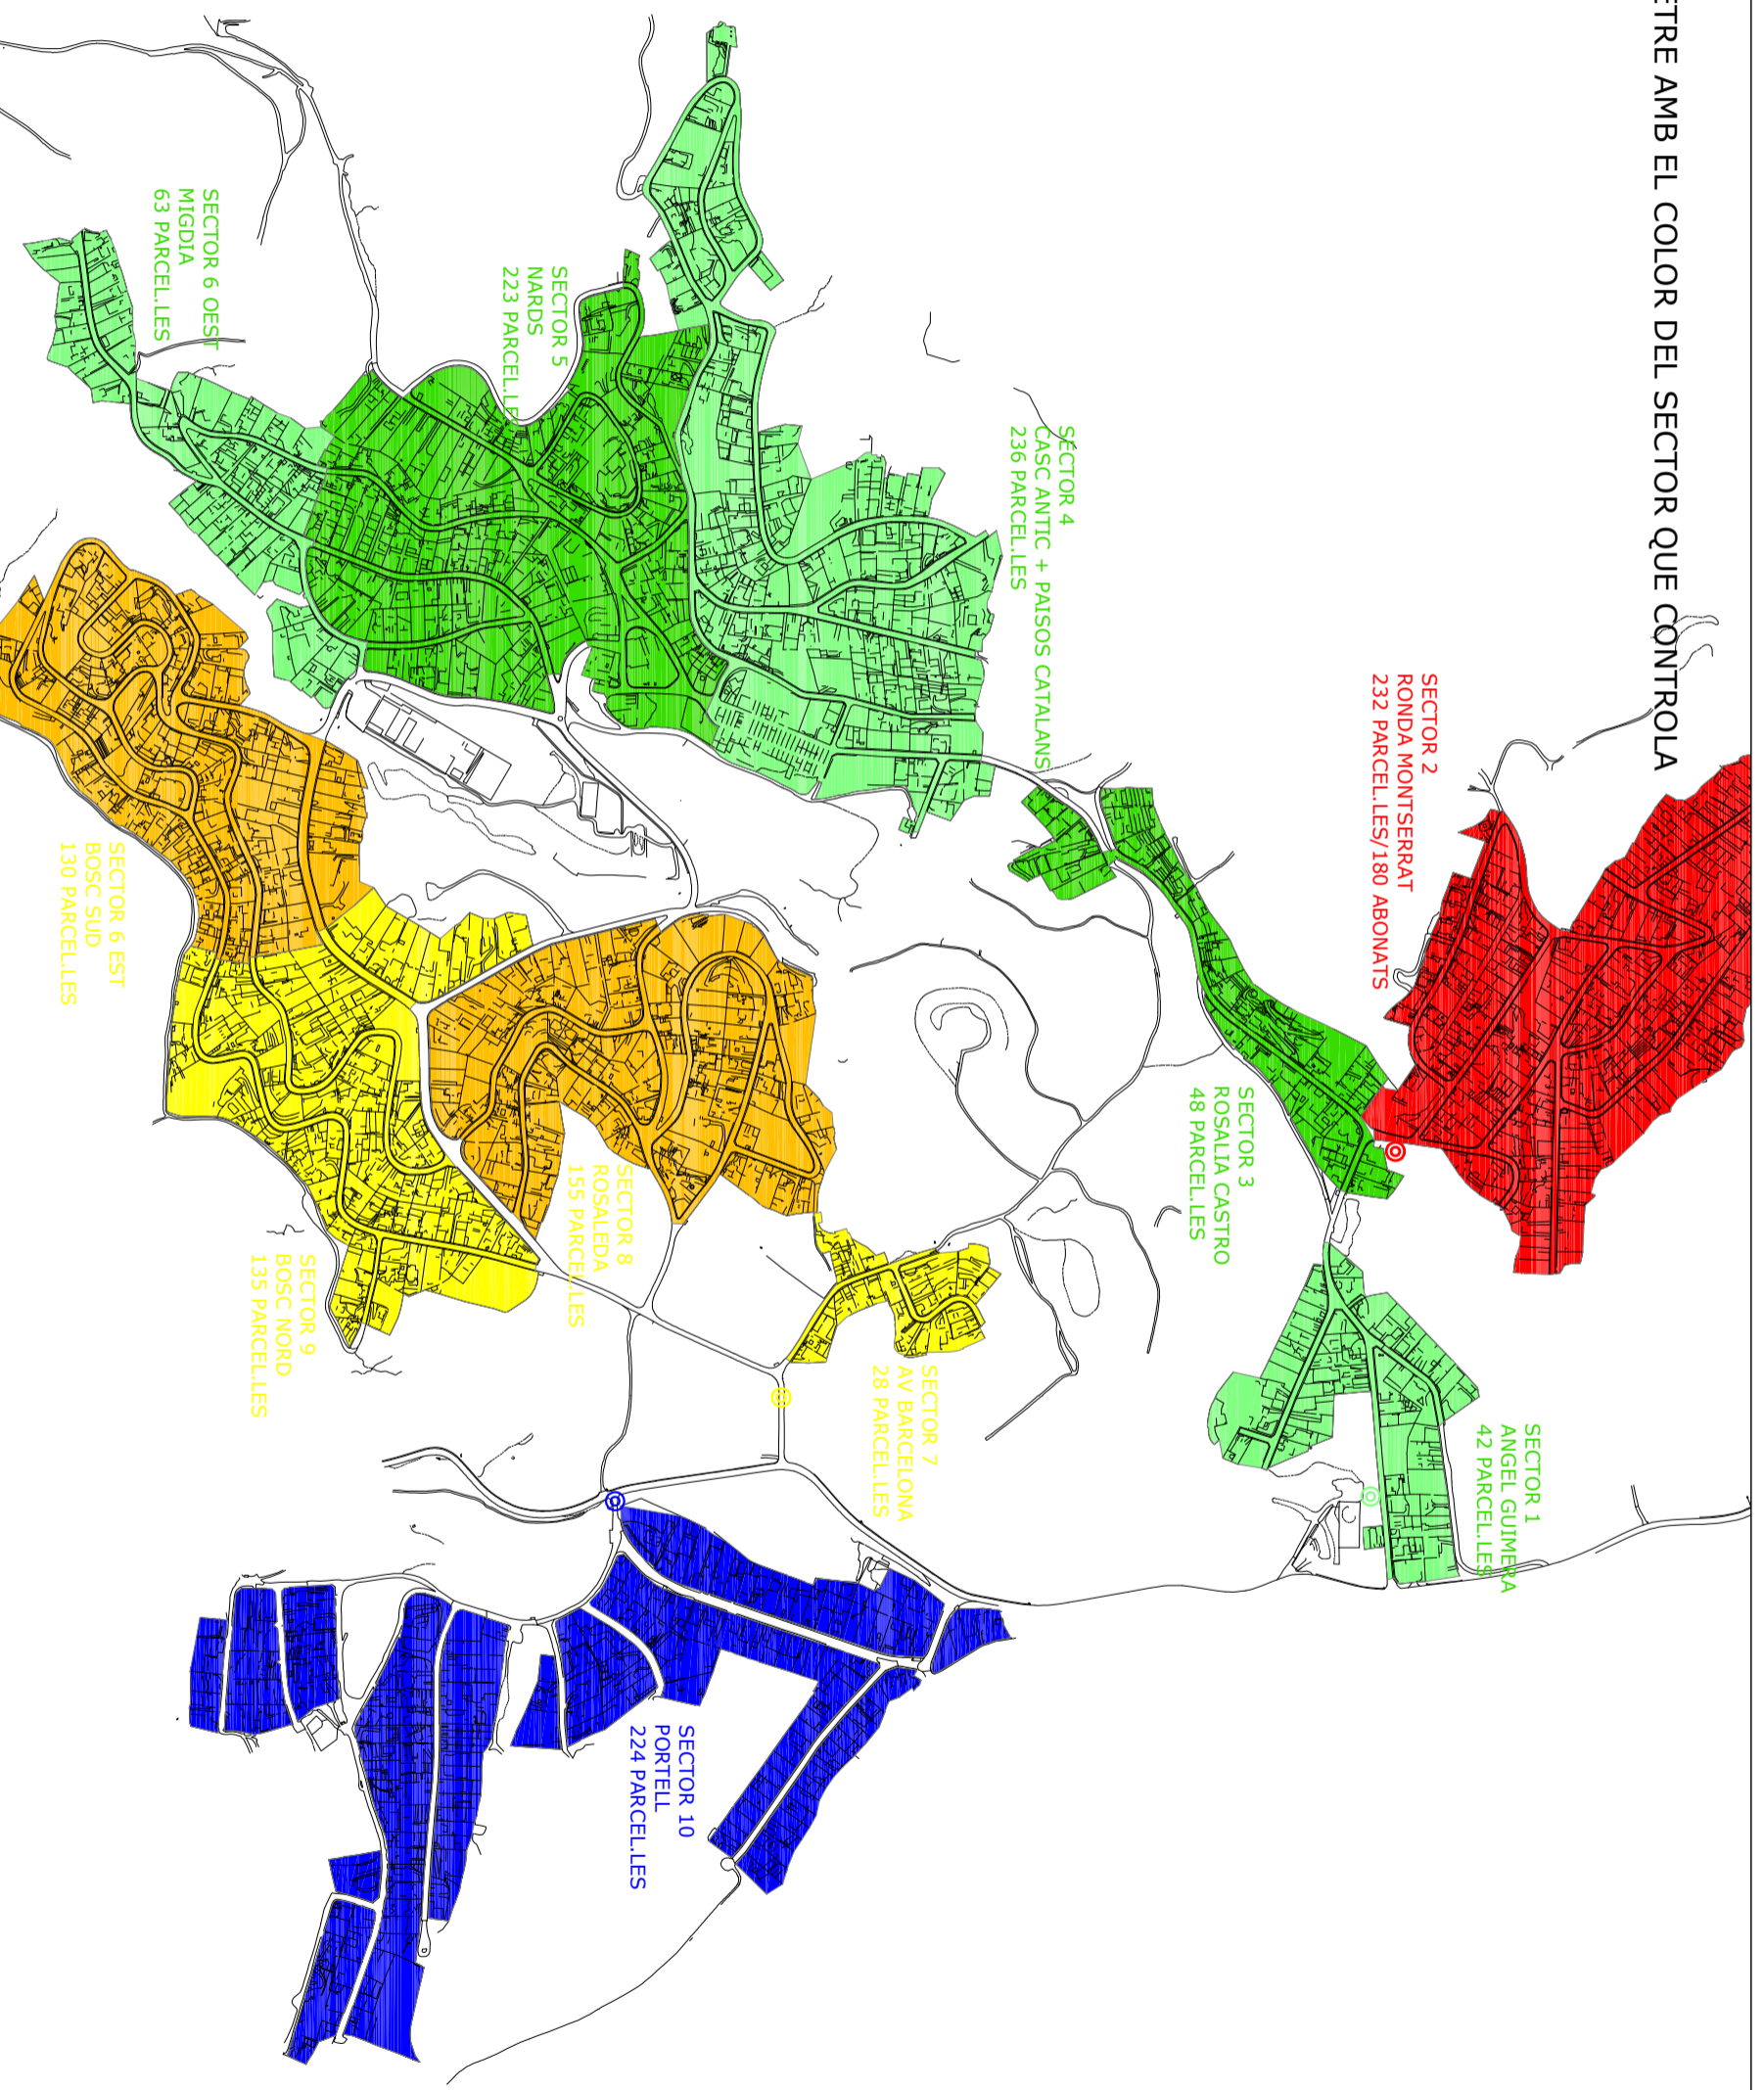 ETRE AMB EL COLOR DEL SECTOR QUE CONTROLA
SECTOR 2
RONDA MONTSERRAT
232 PARCEL.LES/180 ABONATS
SECTOR 1
ANGEL GUIMERA
42 PARCEL.LES
SECTOR 3
ROSALIA CASTRO
48 PARCEL.LES
SECTOR 4
CASC ANTIC + PAISOS CATALANS
236 PARCEL.LES
SECTOR 7
AV BARCELONA
28 PARCEL.LES
SECTOR 10
PORTELL
224 PARCEL.LES
SECTOR 8
ROSALEDA
155 PARCEL.LES
SECTOR 5
NARDS
223 PARCEL.LES
SECTOR 9
BOSC NORD
135 PARCEL.LES
SECTOR 6 OEST
MIGDIA
63 PARCEL.LES
SECTOR 6 EST
BOSC SUD
130 PARCEL.LES